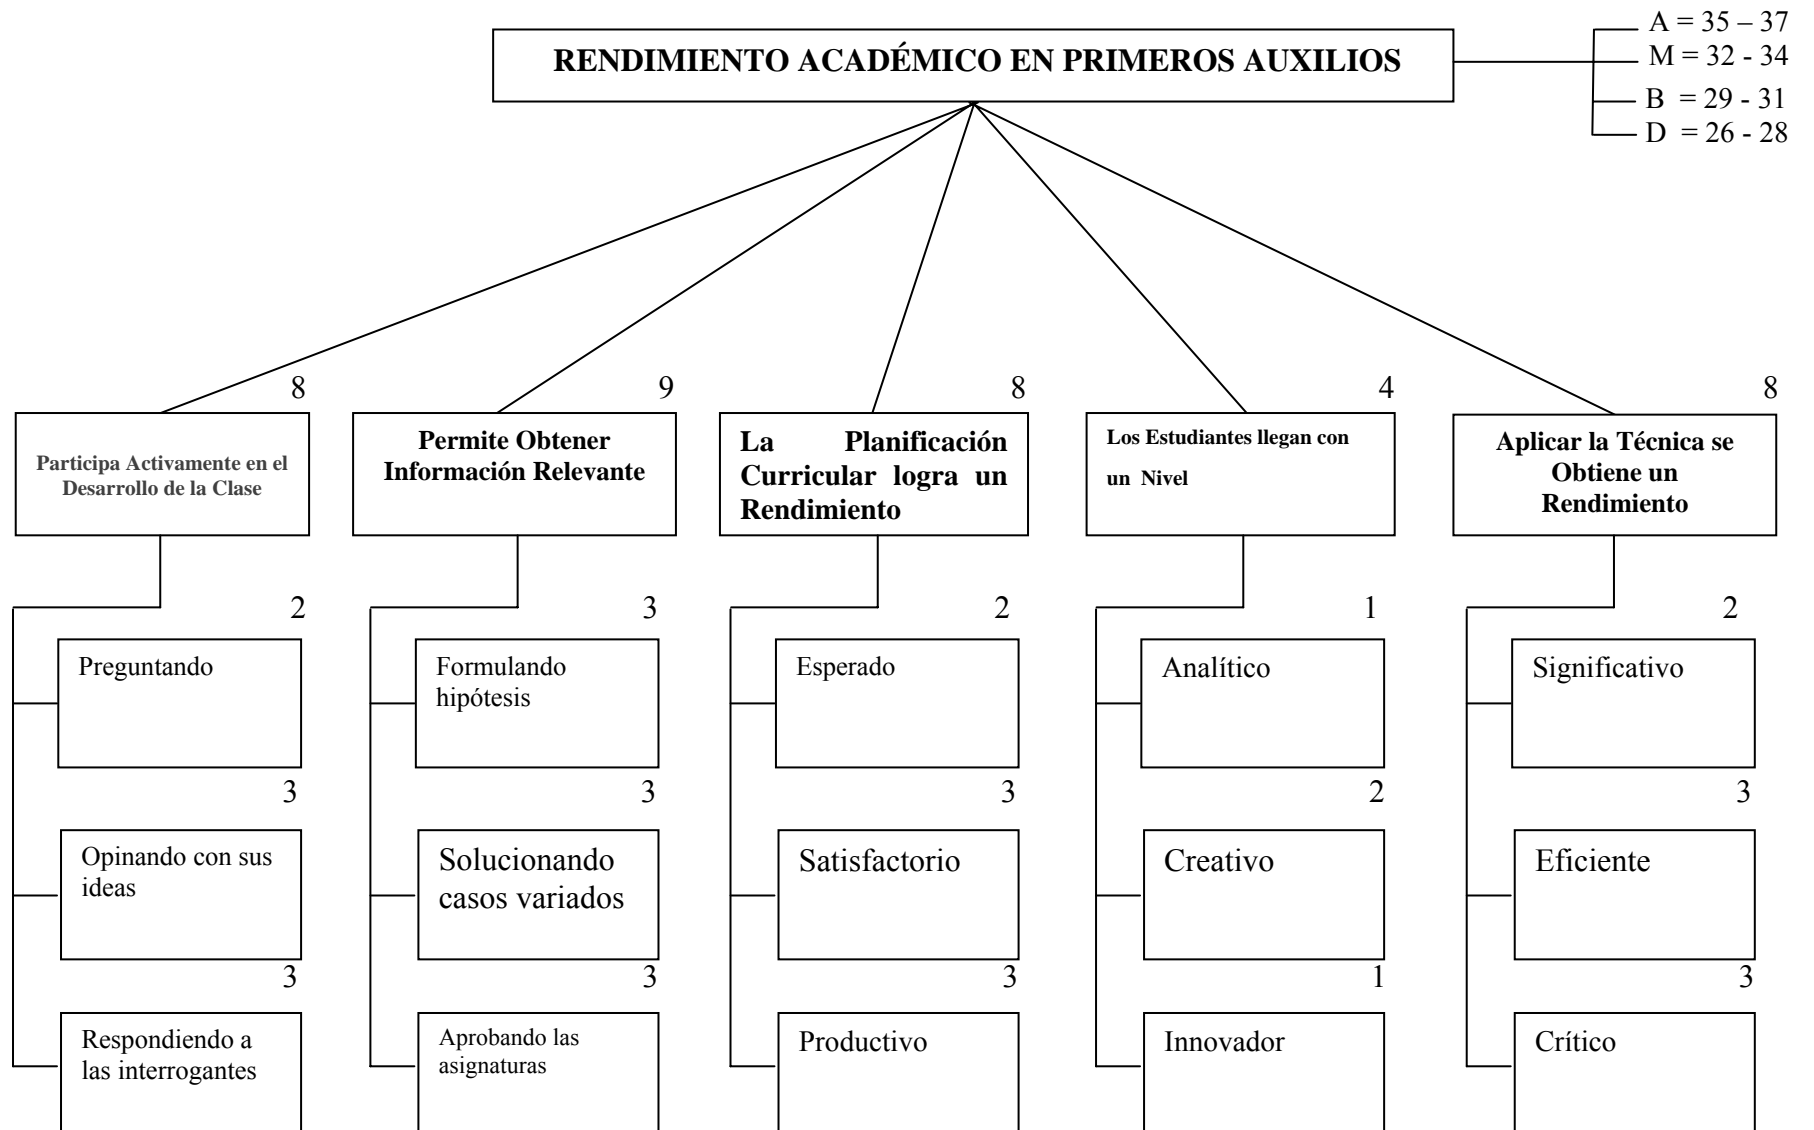 RENDIMIENTO ACADÉMICO EN PRIMEROS AUXILIOS
A = 35 – 37
M = 32 - 34
B = 29 - 31
D = 26 - 28
8
Participa Activamente en el
Desarrollo de la Clase
9
Permite Obtener
Información Relevante
8
La Planificación
Curricular logra un
Rendimiento
4
Los Estudiantes llegan con
un Nivel
8
Aplicar la Técnica se
Obtiene un
Rendimiento
2
Preguntando
3
Opinando con sus
ideas
3
Respondiendo a
las interrogantes
3
Formulando
hipótesis
3
Solucionando
casos variados
3
Aprobando las
asignaturas
2
Esperado
3
Satisfactorio
3
Productivo
1
Analítico
2
Creativo
1
Innovador
2
Significativo
3
Eficiente
3
Crítico